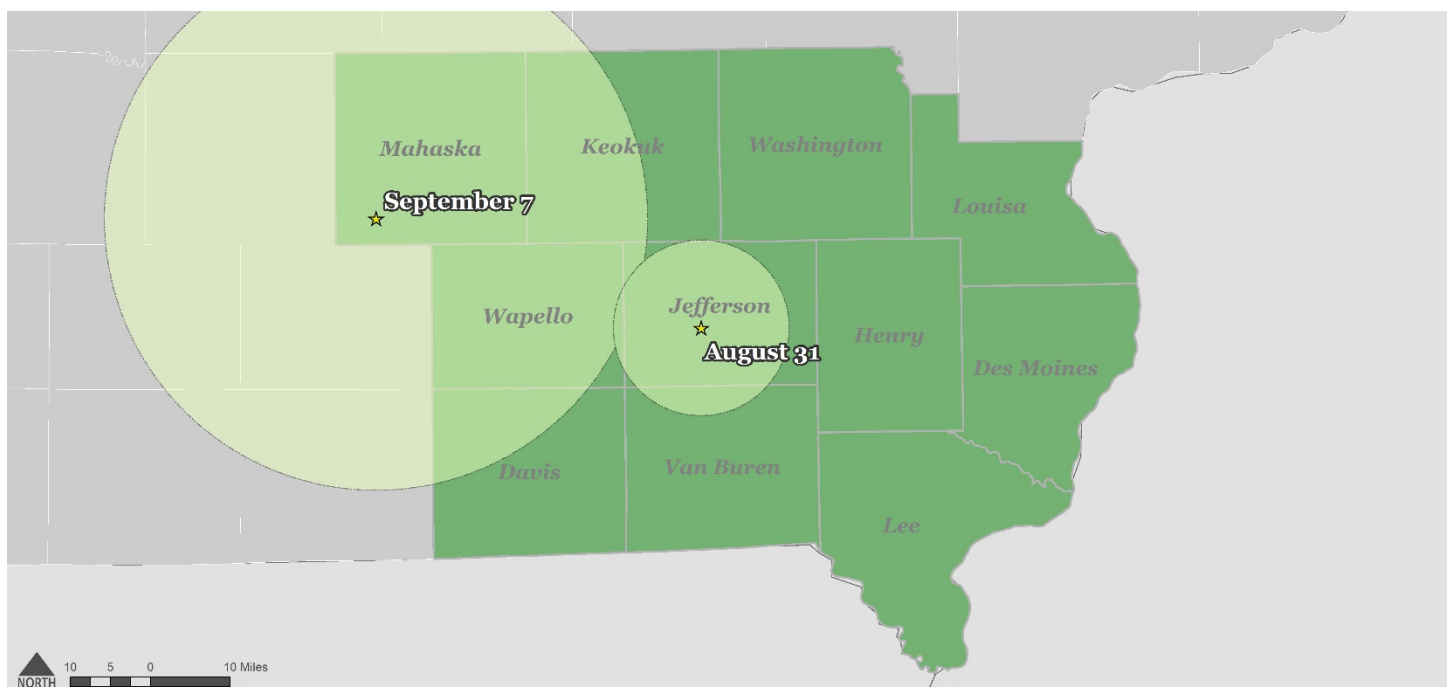 Mahaska
Keokuk
Washington
September 7
Louisa
Wapello
Jefferson
August 31
Henry
Des Moines
Davis
Van Buren
Lee
NORTH
10 5 0 10 Miles